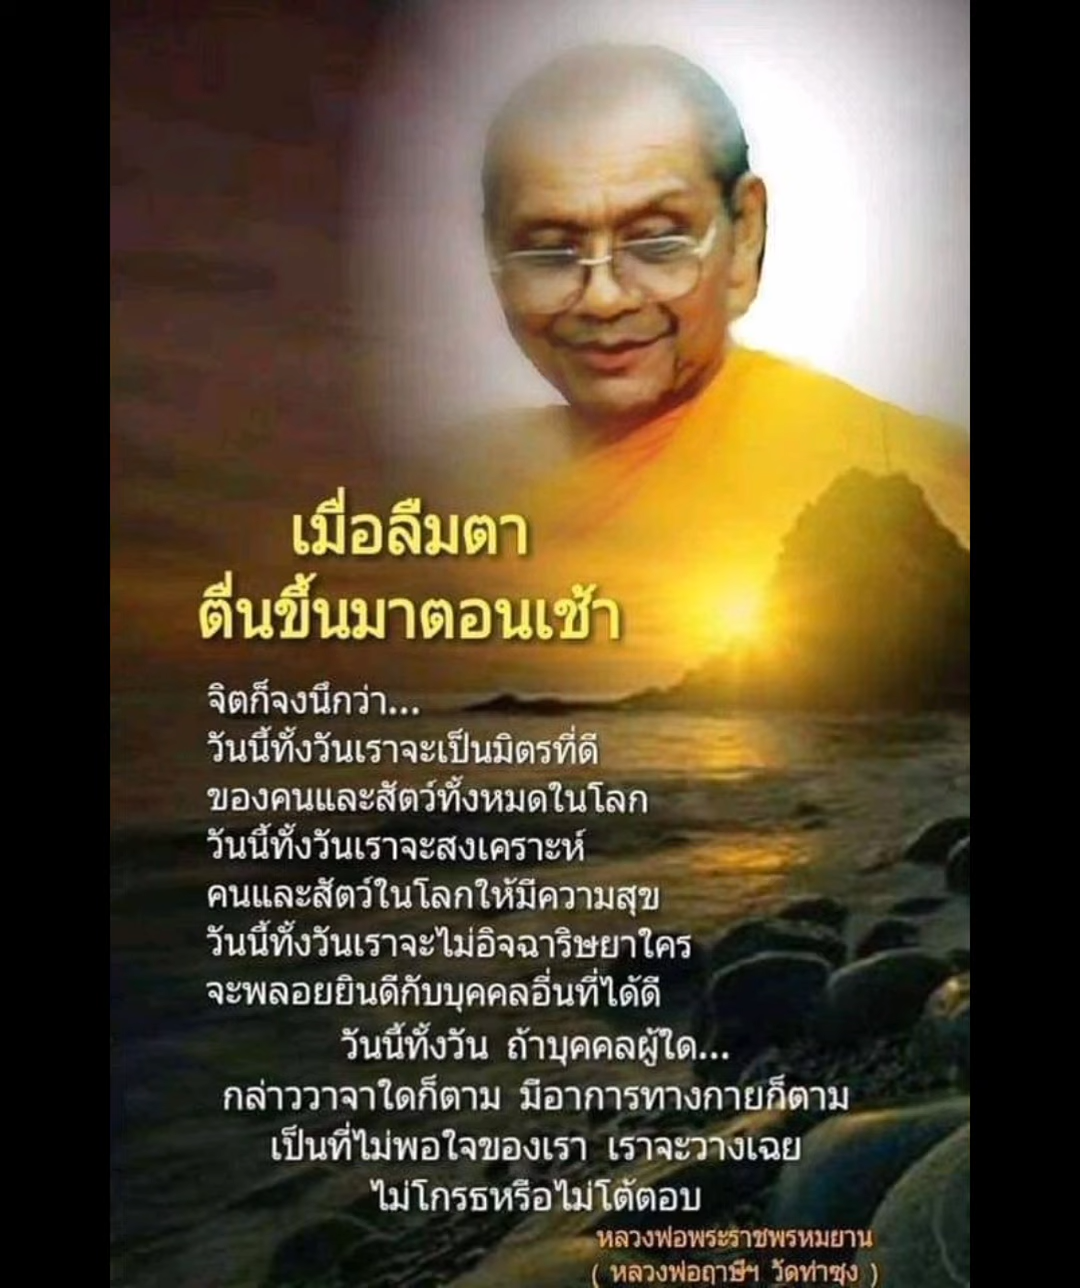 เมื่อลืมตา
ตื่นขึ้นมาตอนเช้า
จิตก็จงนึกว่า...
วันนี้ทั้งวันเราจะเป็นมิตรที่ดี
ของคนและสัตว์ทั้งหมดในโลก
วันนี้ทั้งวันเราจะสงเคราะห์
คนและสัตว์ในโลกให้มีความสุข
วันนี้ทั้งวันเราจะไม่อิจฉาริษยาใคร
จะพลอยยินดีกับบุคคลอื่นที่ได้ดี
วันนี้ทั้งวัน ถ้าบุคคลผู้ใด...
กล่าววาจาใดก็ตาม มีอาการทางกายก็ตาม
เป็นที่ไม่พอใจของเรา เราจะวางเฉย
ไม่โกรธหรือไม่โต้ตอบ
หลวงพ่อพระราชพรหมยาน
( หลวงพ่อฤาษีฯ วัดท่าซุง )